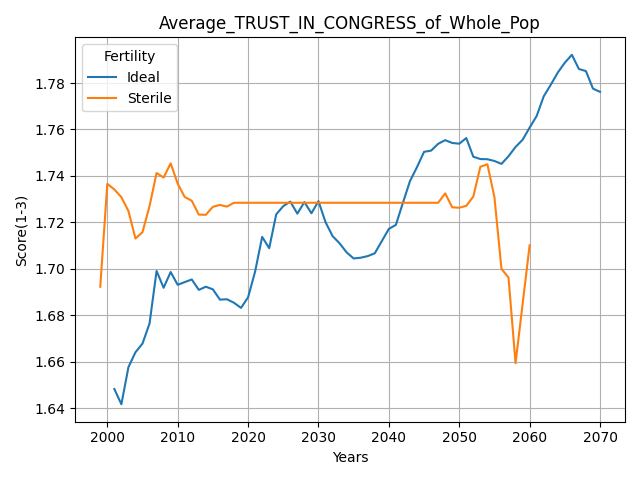 Average_TRUST_IN_CONGRESS_of_Whole_Pop
Fertility
Ideal
Sterile
Score(1-3)
1.78
1.76
1.74
1.72
1.70
1.68
1.66
1.64
2000 2010 2020 2030 2040 2050 2060 2070
Years